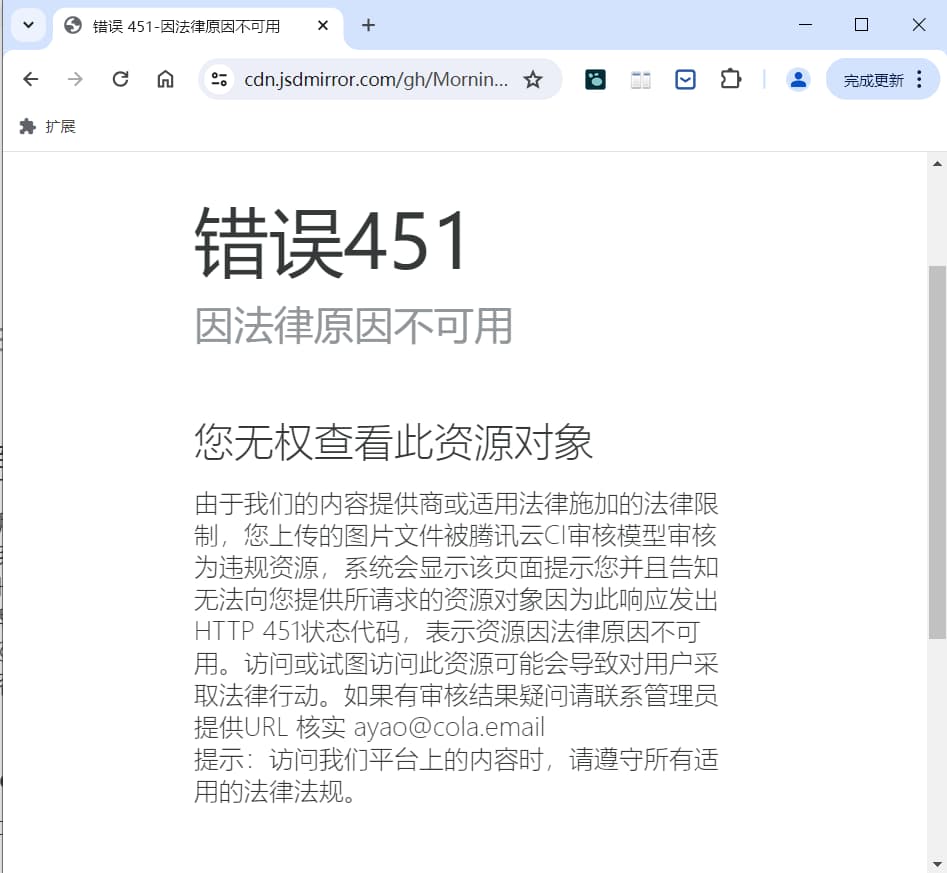 错误 451-因法律原因不可用
cdn.jsdmirror.com/gh/Mornin...
完成更新
扩展
错误451
因法律原因不可用
您无权查看此资源对象
由于我们的内容提供商或适用法律施加的法律限
制，您上传的图片文件被腾讯云CI审核模型审核
为违规资源，系统会显示该页面提示您并且告知
无法向您提供所请求的资源对象因为此响应发出
HTTP 451状态代码，表示资源因法律原因不可
用。访问或试图访问此资源可能会导致对用户采
取法律行动。如果有审核结果疑问请联系管理员
提供URL 核实 ayao@cola.email
提示：访问我们平台上的内容时，请遵守所有适
用的法律法规。